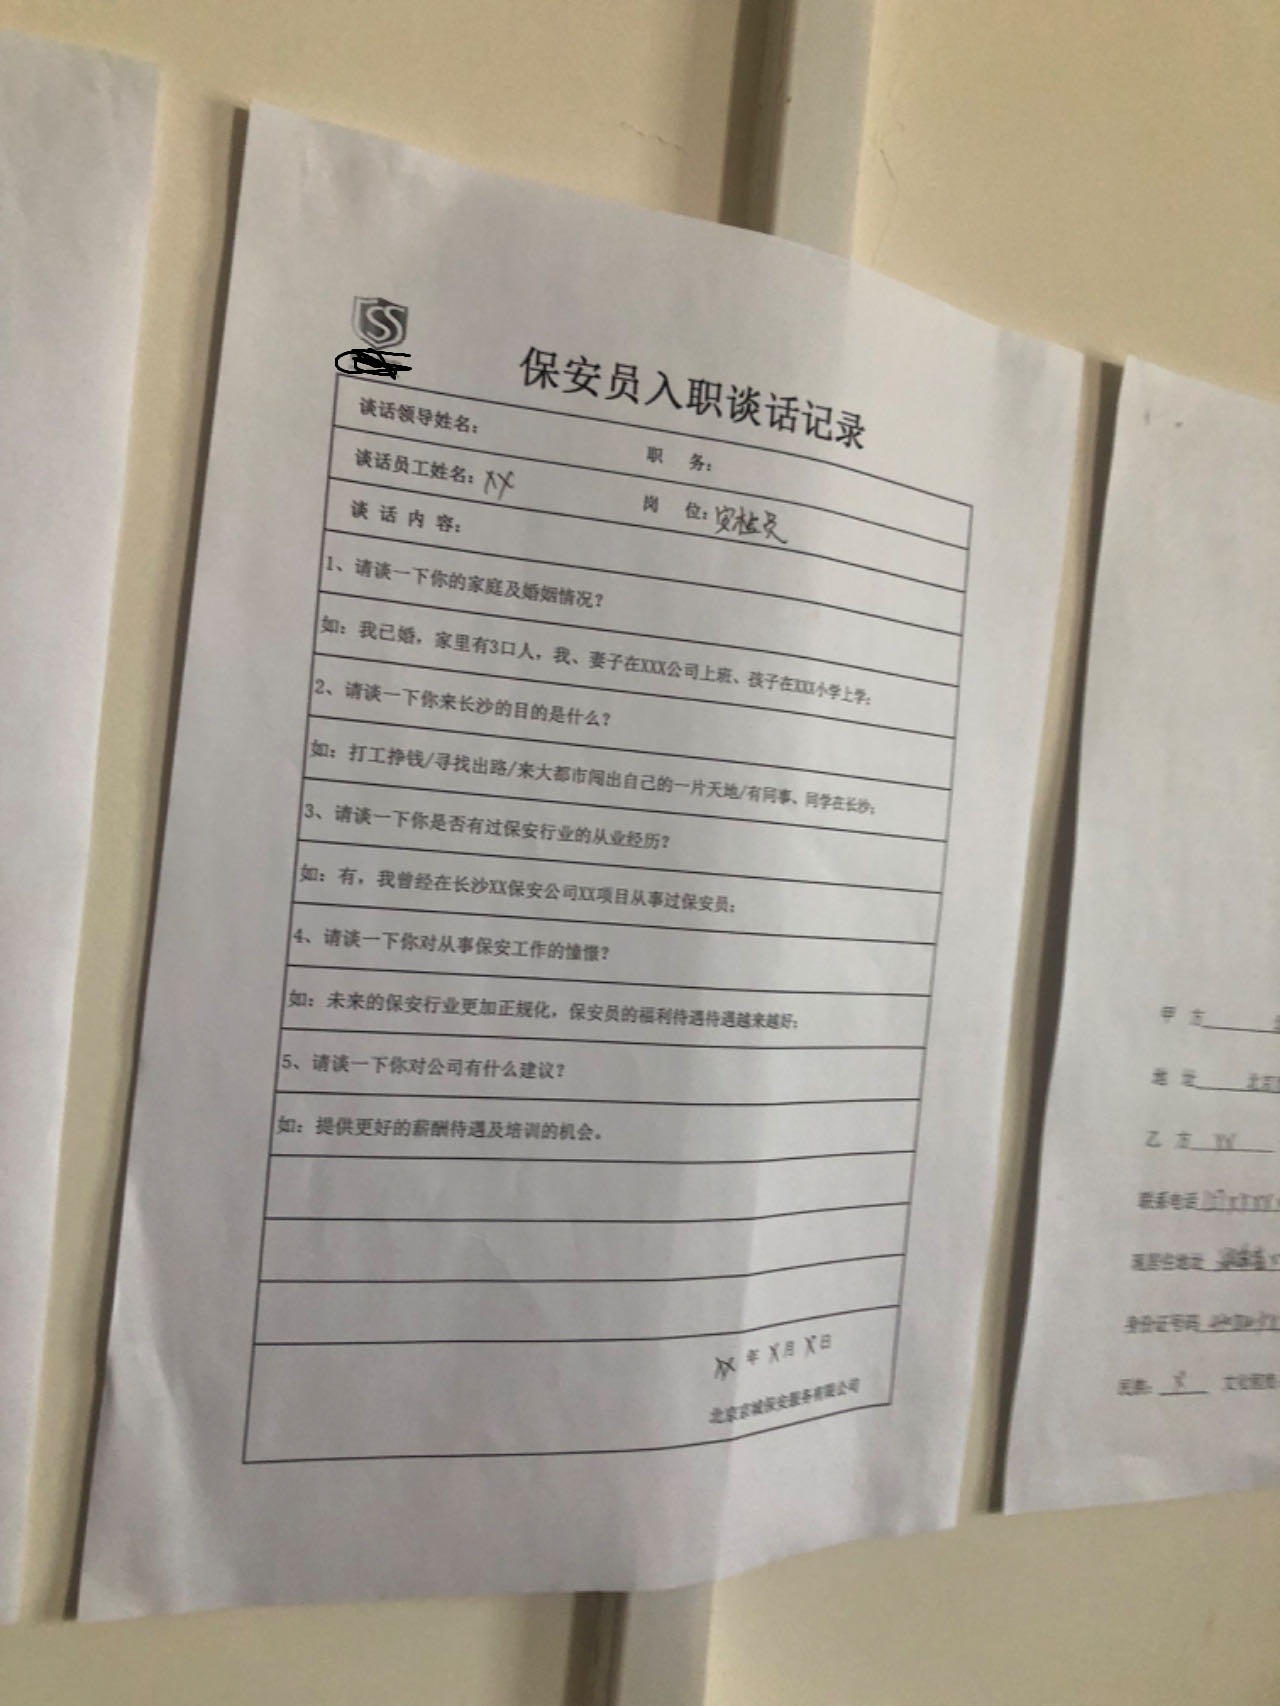 SS
保安员入职谈话记录
谈话领导姓名： 职 务：
谈话员工姓名：XX 岗 位：安检员
谈 话 内 容：
1、请谈一下你的家庭及婚姻情况？
如：我已婚，家里有3口人，我、妻子在XXX公司上班、孩子在XXX小学上学；
2、请谈一下你来长沙的目的是什么？
如：打工挣钱/寻找出路/来大都市闯出自己的一片天地/有同事、同学在长沙；
3、请谈一下你是否有过保安行业的从业经历？
如：有，我曾经在长沙XX保安公司XX项目从事过保安员；
4、请谈一下你对从事保安工作的憧憬？
如：未来的保安行业更加正规化，保安员的福利待遇待遇越来越好；
5、请谈一下你对公司有什么建议？
如：提供更好的薪酬待遇及培训的机会。
XX 年 X月 X日
北京京城保安服务有限公司
甲 方
地 址 北京
乙 方 XX
联系电话
现居住地址
身份证号码
民族： X 文化程度